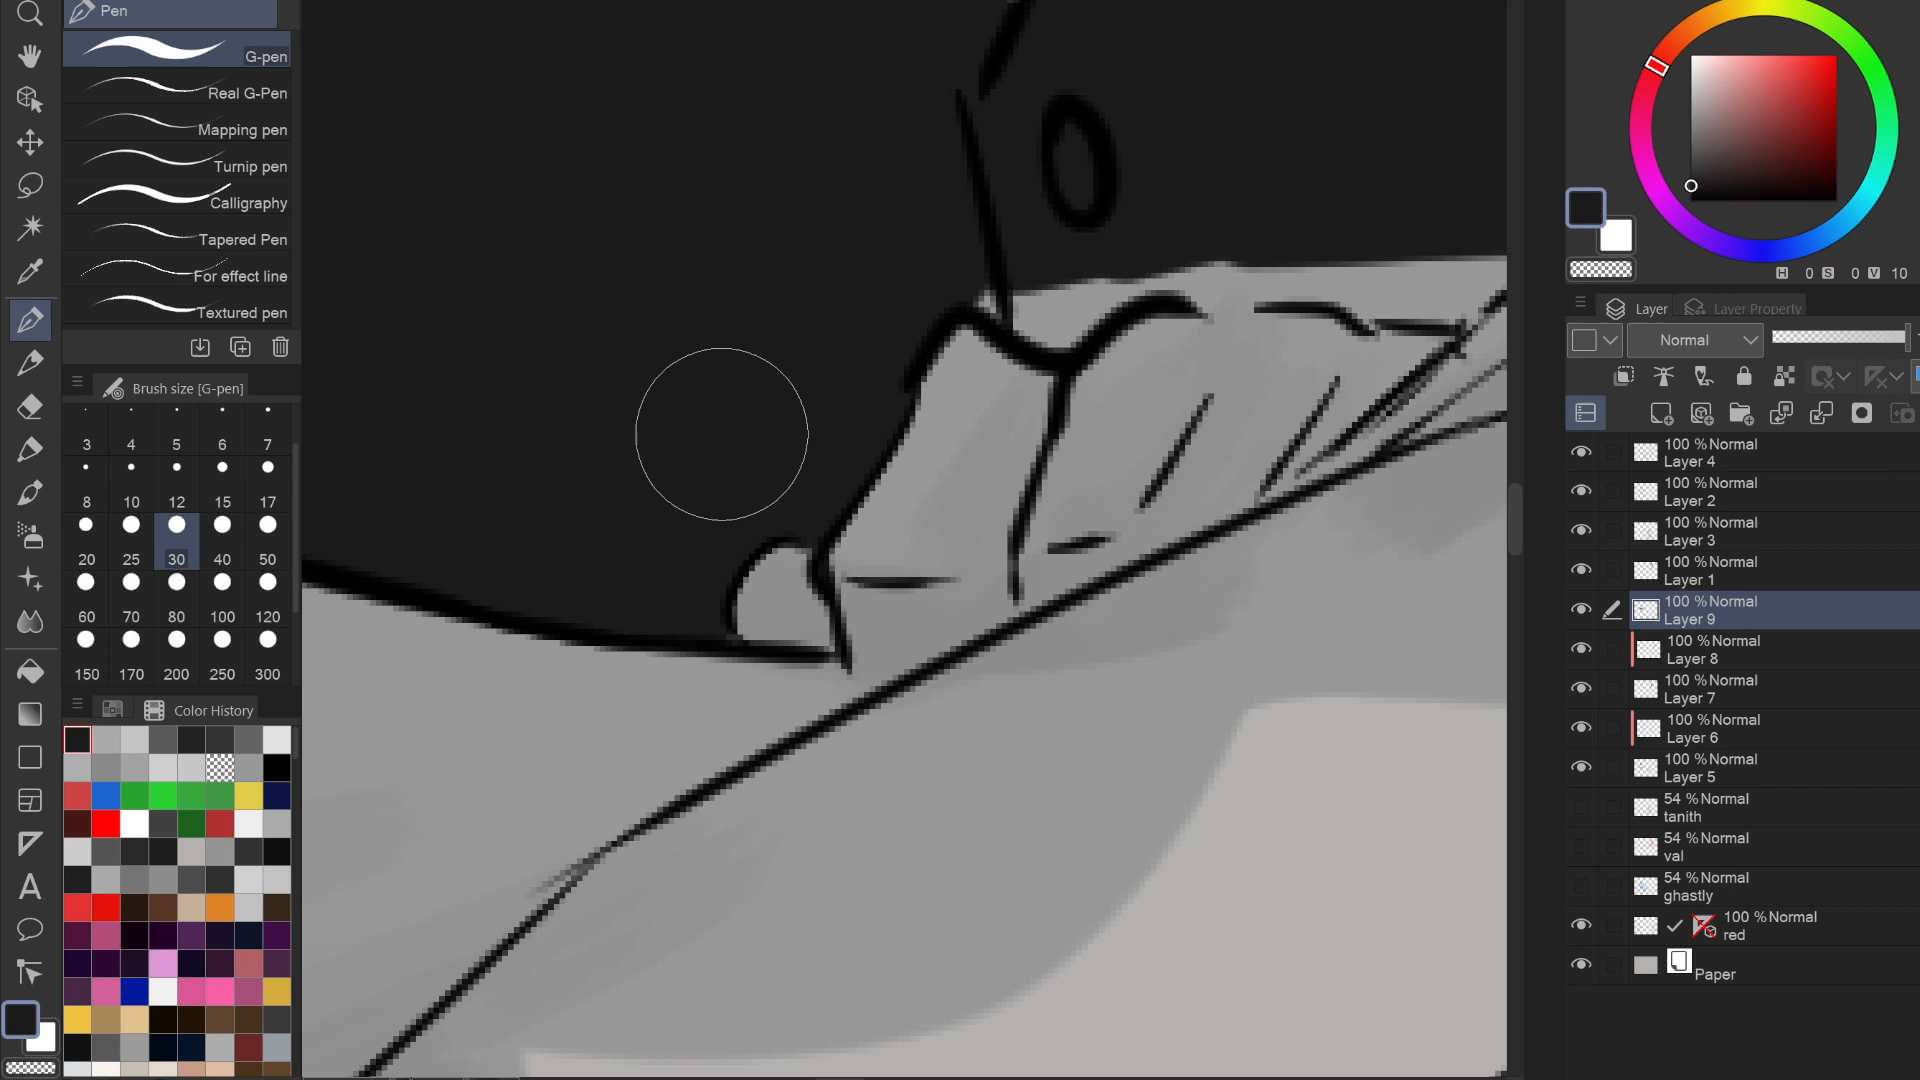 Pen
G-pen
Real G-Pen
Mapping pen
Turnip pen
Calligraphy
Tapered Pen
For effect line
Textured pen
Brush size [G-pen]
3 4 5 6 7
8 10 12 15 17
20 25 30 40 50
60 70 80 100 120
150 170 200 250 300
Color History
H 0 S 0 V 10
Layer Layer Property
Normal
100 %Normal
Layer 4
100 %Normal
Layer 2
100 %Normal
Layer 3
100 %Normal
Layer 1
100 %Normal
Layer 9
100 %Normal
Layer 8
100 %Normal
Layer 7
100 %Normal
Layer 6
100 %Normal
Layer 5
54 %Normal
tanith
54 %Normal
val
54 %Normal
ghastly
100 %Normal
red
Paper